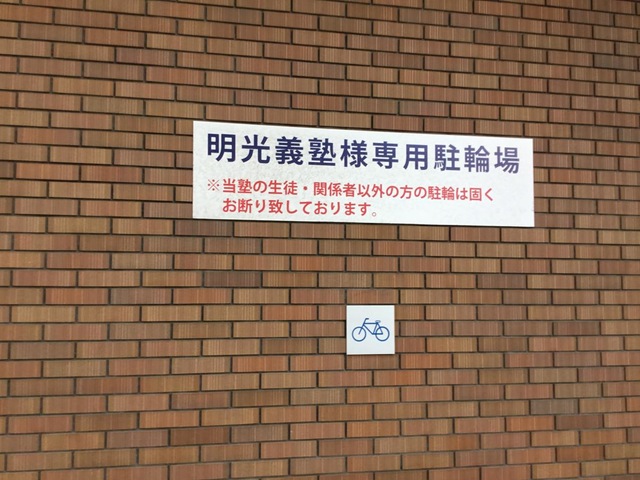 明光義塾様専用駐輪場
※当塾の生徒・関係者以外の方の駐輪は固く
お断り致しております。